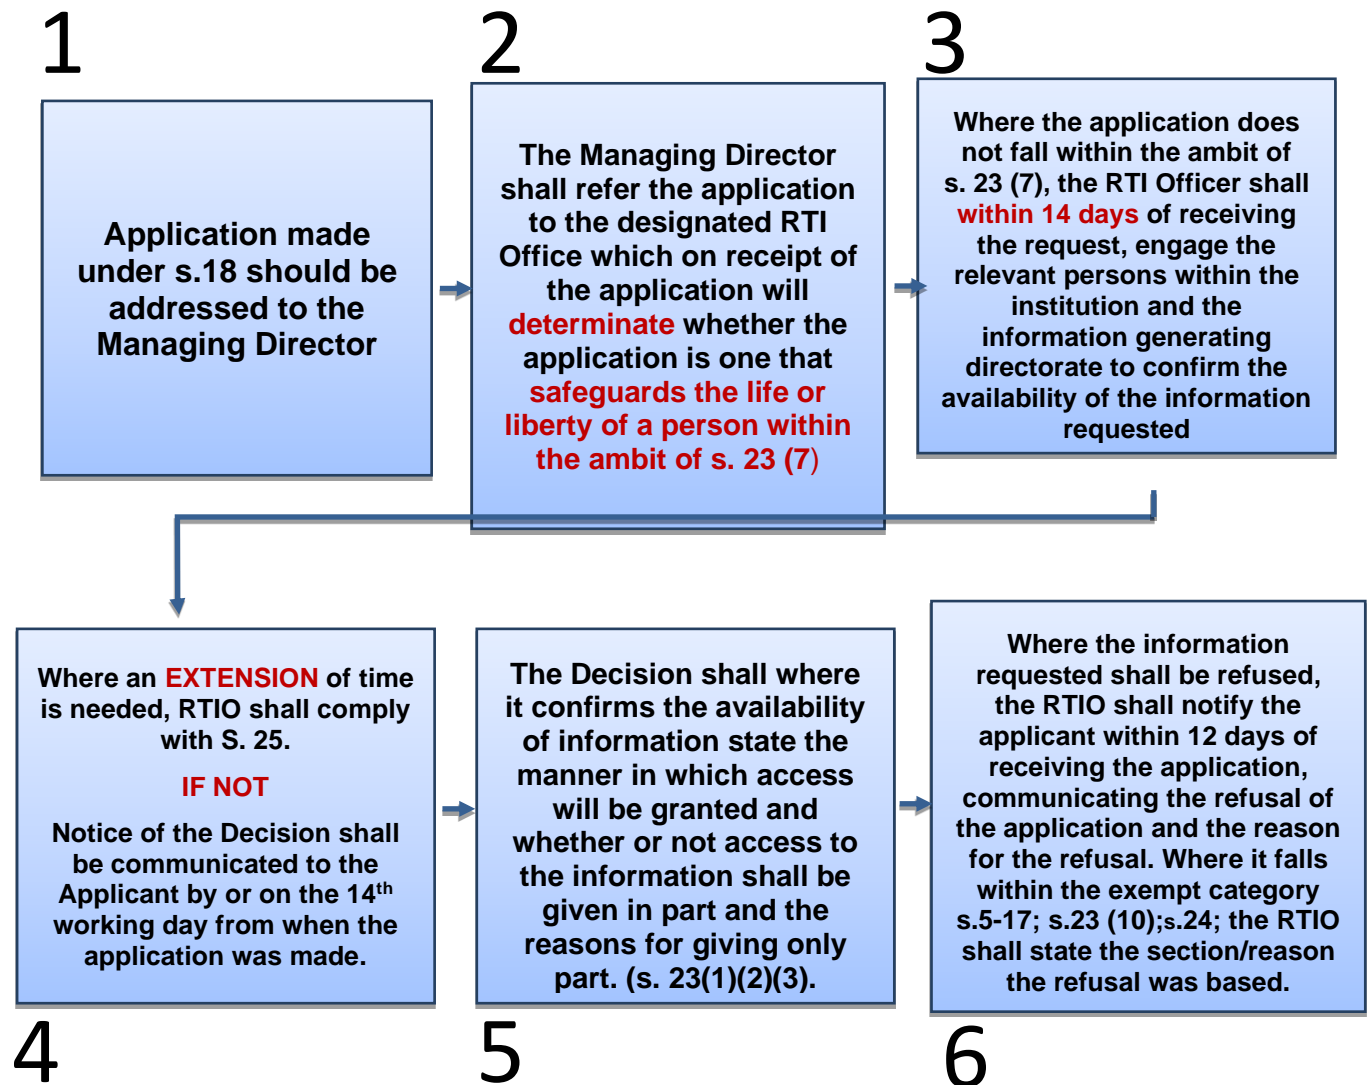 1
Application made
under s.18 should be
addressed to the
Managing Director
2
The Managing Director
shall refer the application
to the designated RTI
Office which on receipt of
the application will
determinate whether the
application is one that
safeguards the life or
liberty of a person within
the ambit of s. 23 (7)
3
Where the application does
not fall within the ambit of
s. 23 (7), the RTI Officer shall
within 14 days of receiving
the request, engage the
relevant persons within the
institution and the
information generating
directorate to confirm the
availability of the information
requested
Where an EXTENSION of time
is needed, RTIO shall comply
with S. 25.
IF NOT
Notice of the Decision shall
be communicated to the
Applicant by or on the 14th
working day from when the
application was made.
4
The Decision shall where
it confirms the availability
of information state the
manner in which access
will be granted and
whether or not access to
the information shall be
given in part and the
reasons for giving only
part. (s. 23(1)(2)(3).
5
Where the information
requested shall be refused,
the RTIO shall notify the
applicant within 12 days of
receiving the application,
communicating the refusal of
the application and the reason
for the refusal. Where it falls
within the exempt category
s.5-17; s.23 (10);s.24; the RTIO
shall state the section/reason
the refusal was based.
6